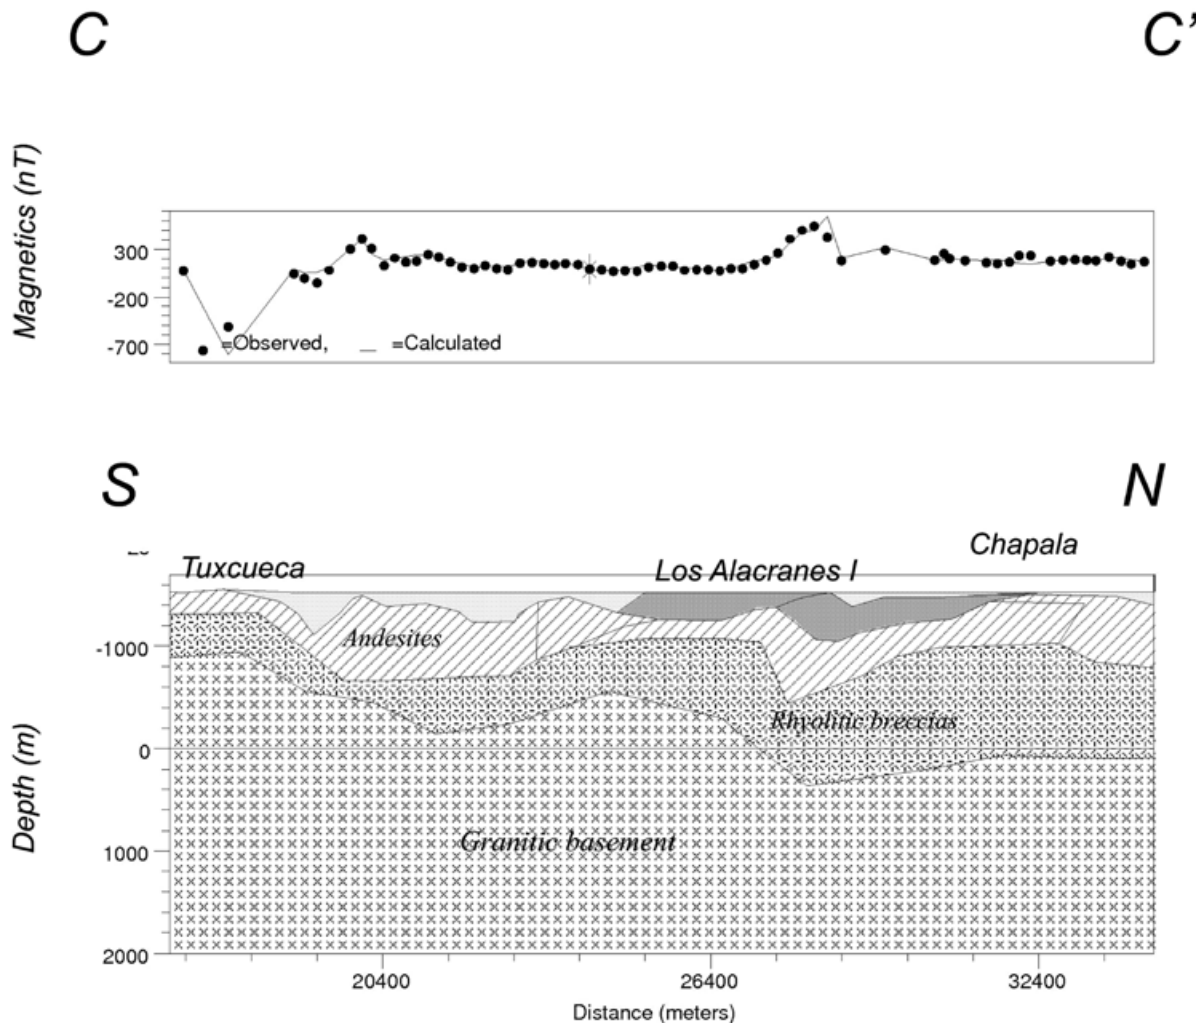 C C’
Magnetics (nT)
300
-200
-700
=Observed, =Calculated
S N
Tuxcueca Los Alacranes I Chapala
Andesites
-1000
Rhyolitic breccias
Depth (m)
0
Granitic basement
1000
2000
20400 26400 32400
Distance (meters)